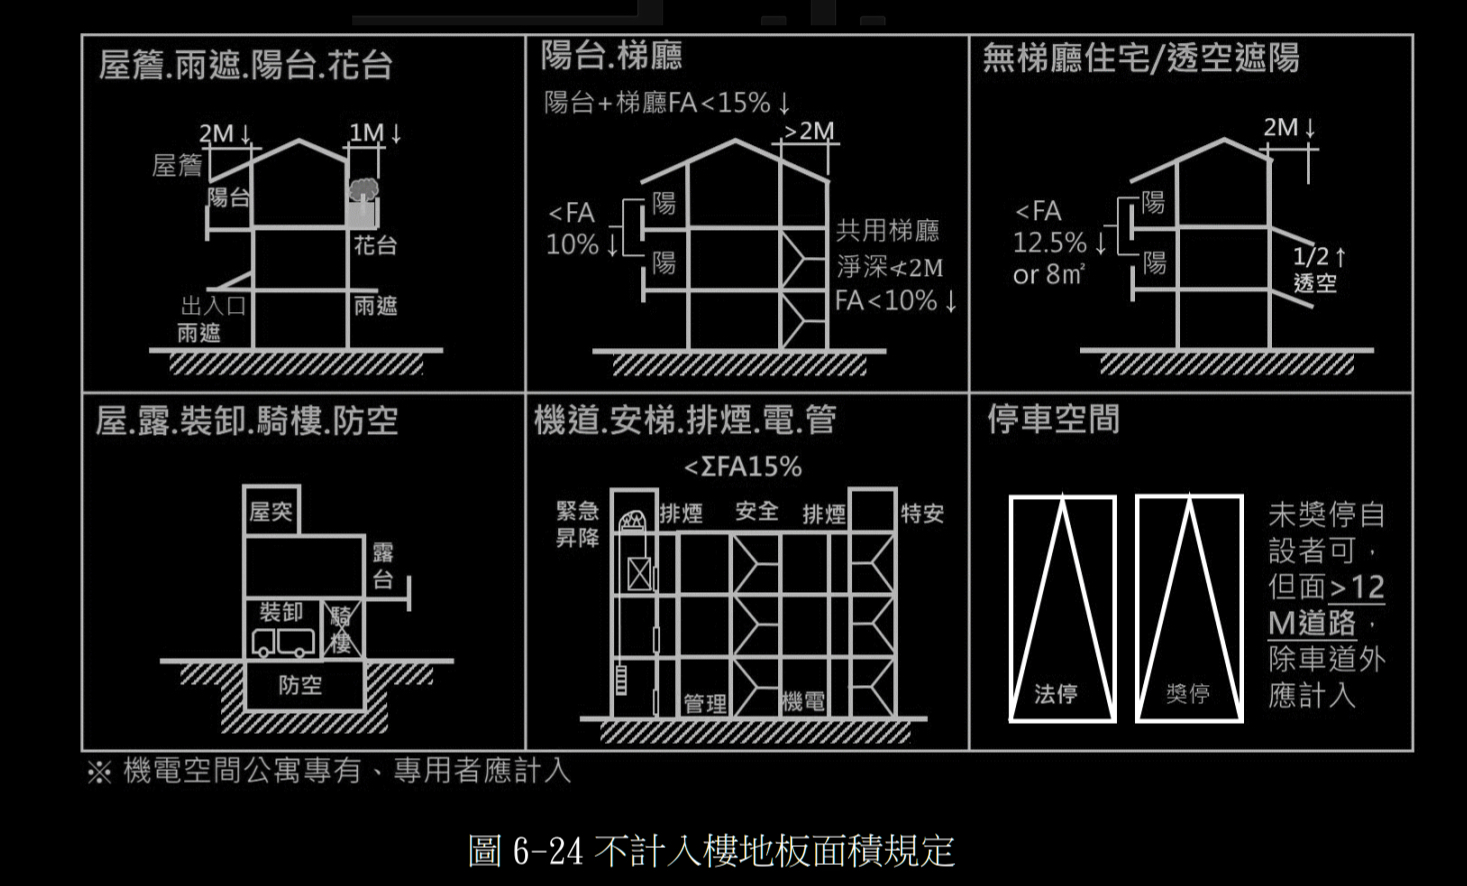 屋簷.雨遮.陽台.花台
2M↓
1M↓
屋簷
陽台
花台
出入口
雨遮
雨遮
陽台.梯廳
陽台+梯廳FA<15%↓
>2M
<FA
10%↓
陽
陽
共用梯廳
淨深≮2M
FA<10%↓
無梯廳住宅/透空遮陽
2M↓
<FA
12.5%↓
or 8㎡
陽
陽
1/2↑
透空
屋.露.裝卸.騎樓.防空
屋突
露
台
裝卸
騎
樓
防空
機道.安梯.排煙.電.管
<ΣFA15%
緊急
昇降
排煙
安全
排煙
特安
管理
機電
停車空間
法停
獎停
未獎停自
設者可，
但面>12
M道路，
除車道外
應計入
※ 機電空間公寓專有、專用者應計入
圖 6-24 不計入樓地板面積規定